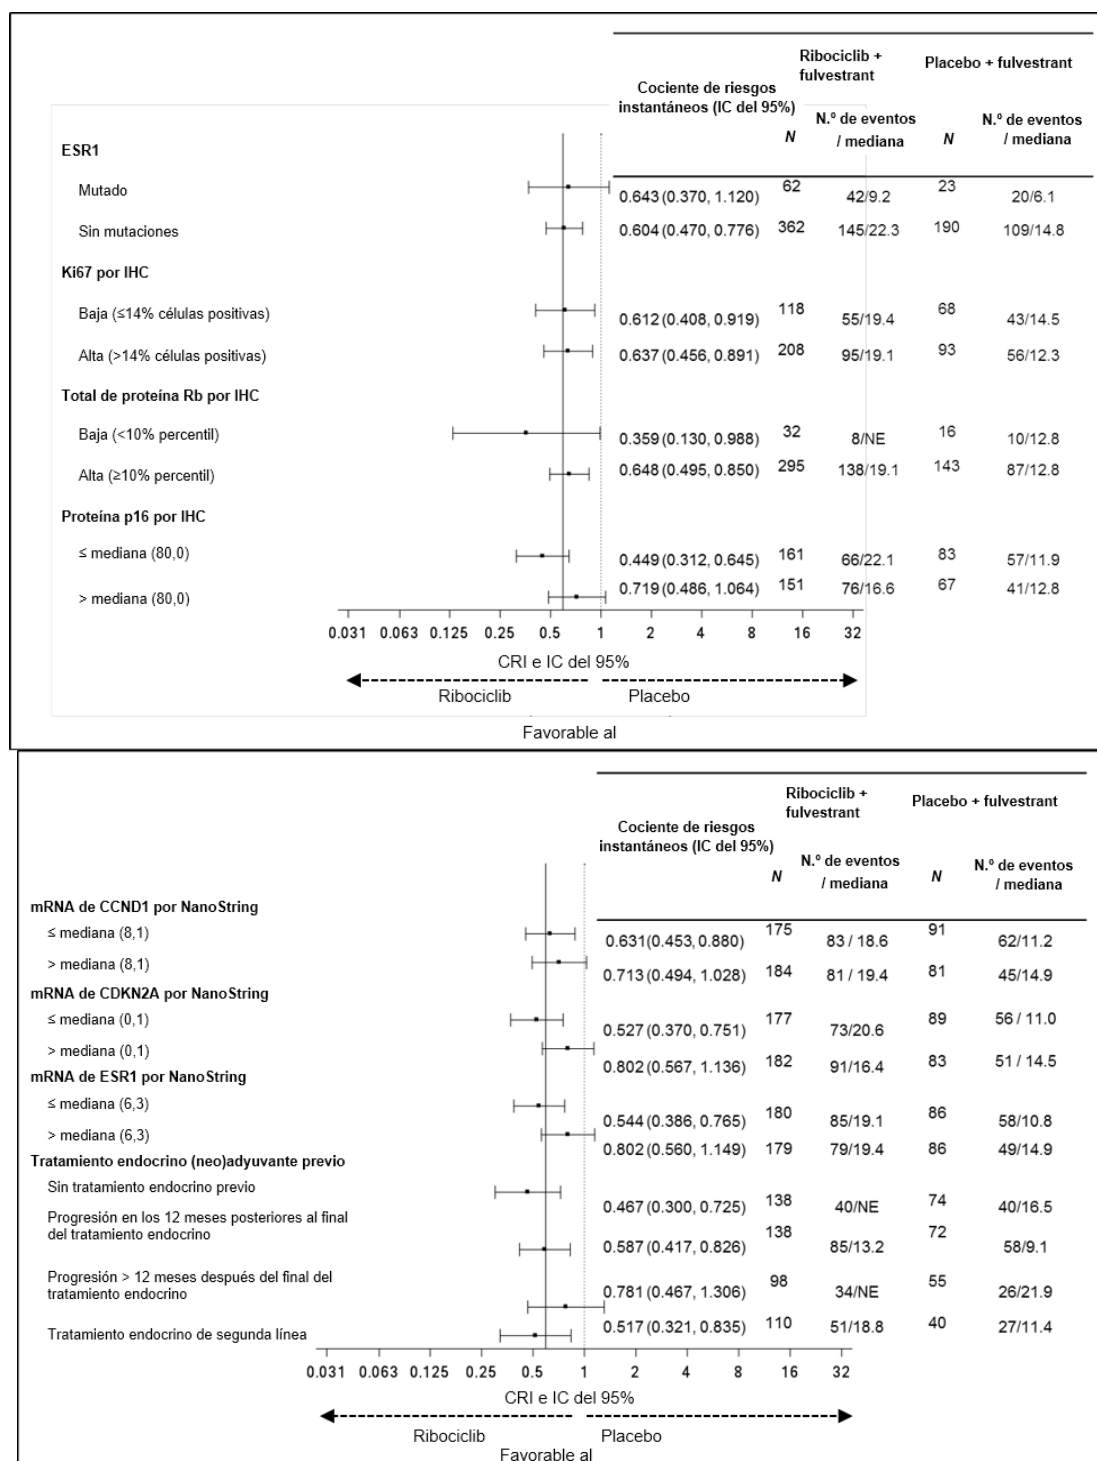 Ribociclib + fulvestrant
Placebo + fulvestrant
Cociente de riesgos instantáneos (IC del 95%)
N
N.º de eventos / mediana
N
N.º de eventos / mediana
ESR1
Mutado 0.643 (0.370, 1.120) 62 42/9.2 23 20/6.1
Sin mutaciones 0.604 (0.470, 0.776) 362 145/22.3 190 109/14.8
Ki67 por IHC
Baja (≤14% células positivas) 0.612 (0.408, 0.919) 118 55/19.4 68 43/14.5
Alta (>14% células positivas) 0.637 (0.456, 0.891) 208 95/19.1 93 56/12.3
Total de proteína Rb por IHC
Baja (<10% percentil) 0.359 (0.130, 0.988) 32 8/NE 16 10/12.8
Alta (≥10% percentil) 0.648 (0.495, 0.850) 295 138/19.1 143 87/12.8
Proteína p16 por IHC
≤ mediana (80,0) 0.449 (0.312, 0.645) 161 66/22.1 83 57/11.9
> mediana (80,0) 0.719 (0.486, 1.064) 151 76/16.6 67 41/12.8
0.031 0.063 0.125 0.25 0.5 1 2 4 8 16 32
CRI e IC del 95%
Ribociclib Placebo
Favorable al
Ribociclib + fulvestrant
Placebo + fulvestrant
Cociente de riesgos instantáneos (IC del 95%)
N
N.º de eventos / mediana
N
N.º de eventos / mediana
mRNA de CCND1 por NanoString
≤ mediana (8,1) 0.631 (0.453, 0.880) 175 83 / 18.6 91 62/11.2
> mediana (8,1) 0.713 (0.494, 1.028) 184 81 / 19.4 81 45/14.9
mRNA de CDKN2A por NanoString
≤ mediana (0,1) 0.527 (0.370, 0.751) 177 73/20.6 89 56 / 11.0
> mediana (0,1) 0.802 (0.567, 1.136) 182 91/16.4 83 51 / 14.5
mRNA de ESR1 por NanoString
≤ mediana (6,3) 0.544 (0.386, 0.765) 180 85/19.1 86 58/10.8
> mediana (6,3) 0.802 (0.560, 1.149) 179 79/19.4 86 49/14.9
Tratamiento endocrino (neo)adyuvante previo
Sin tratamiento endocrino previo 0.467 (0.300, 0.725) 138 40/NE 74 40/16.5
Progresión en los 12 meses posteriores al final
del tratamiento endocrino 0.587 (0.417, 0.826) 138 85/13.2 72 58/9.1
Progresión > 12 meses después del final del
tratamiento endocrino 0.781 (0.467, 1.306) 98 34/NE 55 26/21.9
Tratamiento endocrino de segunda línea 0.517 (0.321, 0.835) 110 51/18.8 40 27/11.4
0.031 0.063 0.125 0.25 0.5 1 2 4 8 16 32
CRI e IC del 95%
Ribociclib Placebo
Favorable al